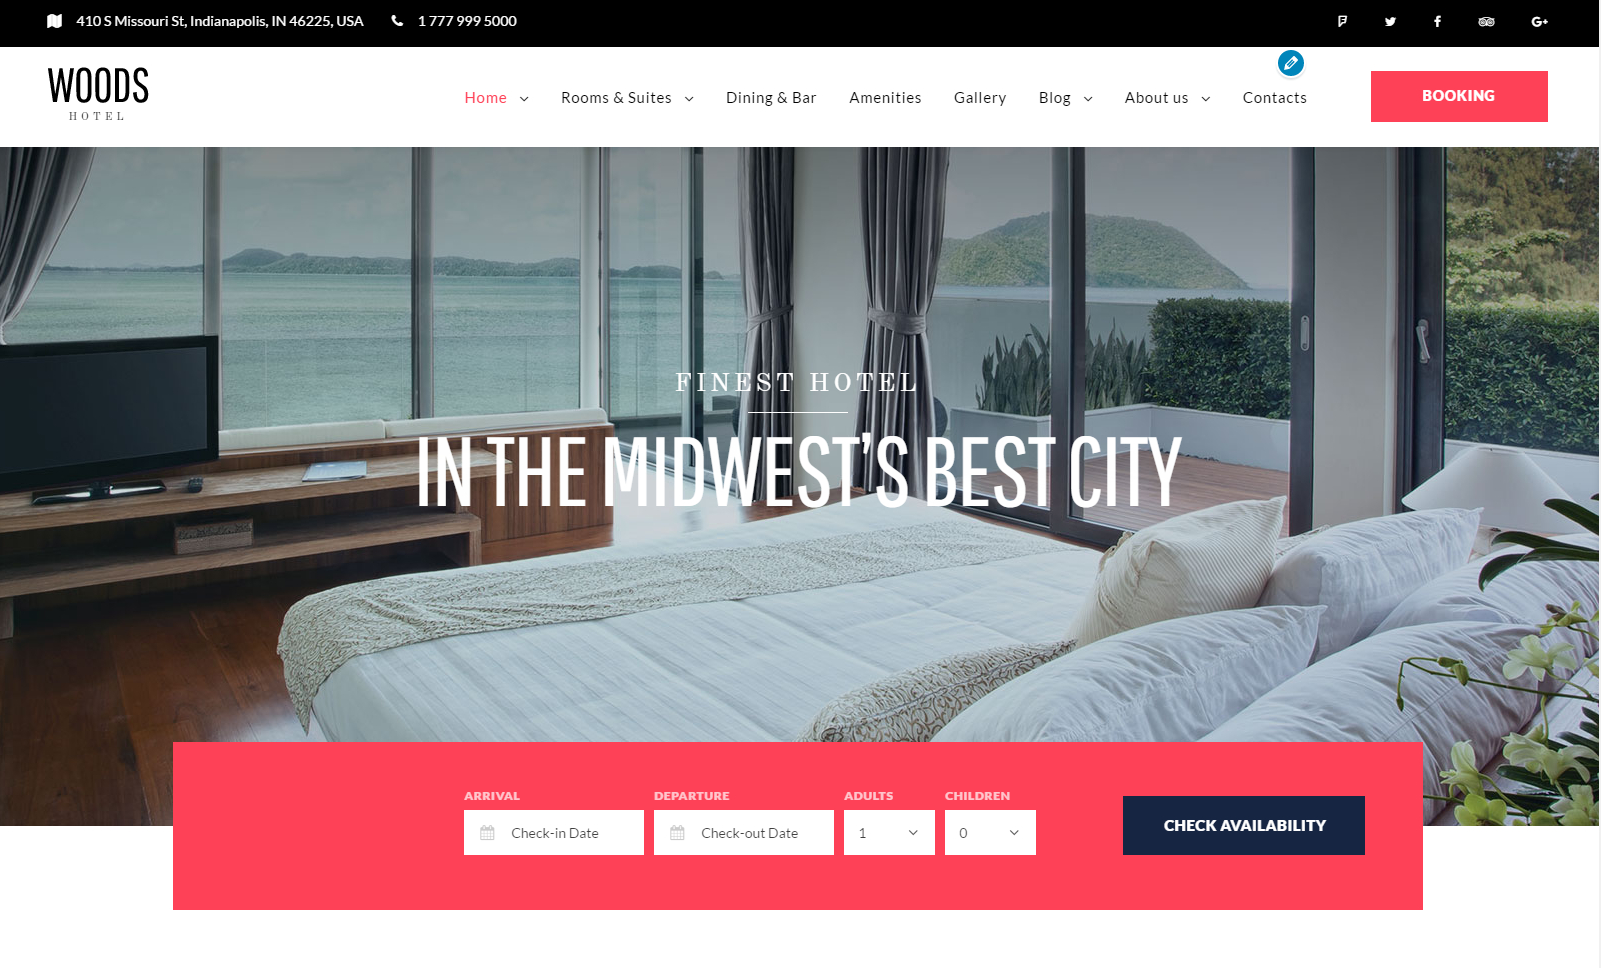 410 S Missouri St, Indianapolis, IN 46225, USA
1 777 999 5000
WOODS
HOTEL
Home
Rooms & Suites
Dining & Bar
Amenities
Gallery
Blog
About us
Contacts
BOOKING
FINEST HOTEL
IN THE MIDWEST'S BEST CITY
ARRIVAL
DEPARTURE
ADULTS
CHILDREN
Check-in Date
Check-out Date
1
0
CHECK AVAILABILITY